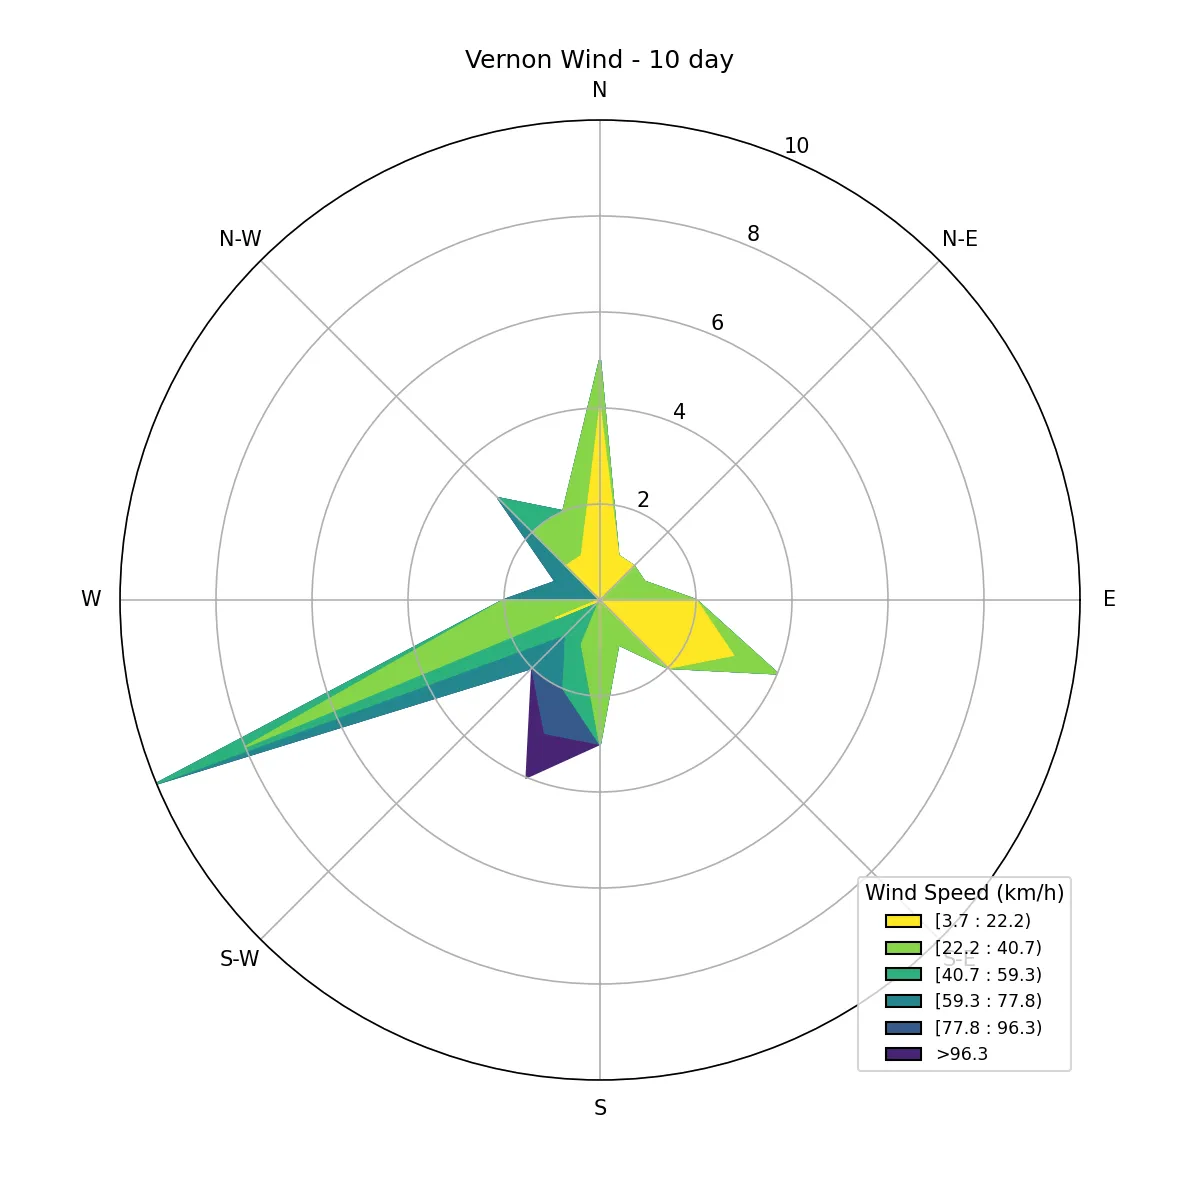 Vernon Wind - 10 day
N
10
N-W
8
N-E
6
4
2
W
E
Wind Speed (km/h)
[3.7 : 22.2)
[22.2 : 40.7)
S-W
S-E
[40.7 : 59.3)
[59.3 : 77.8)
[77.8 : 96.3)
>96.3
S